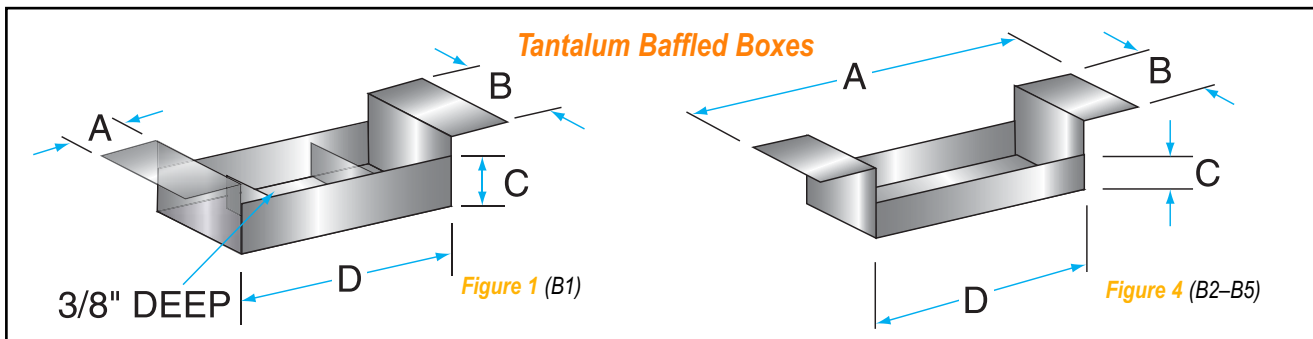 Tantalum Baffled Boxes
A
B
C
D
3/8" DEEP
Figure 1 (B1)
A
B
C
D
Figure 4 (B2–B5)